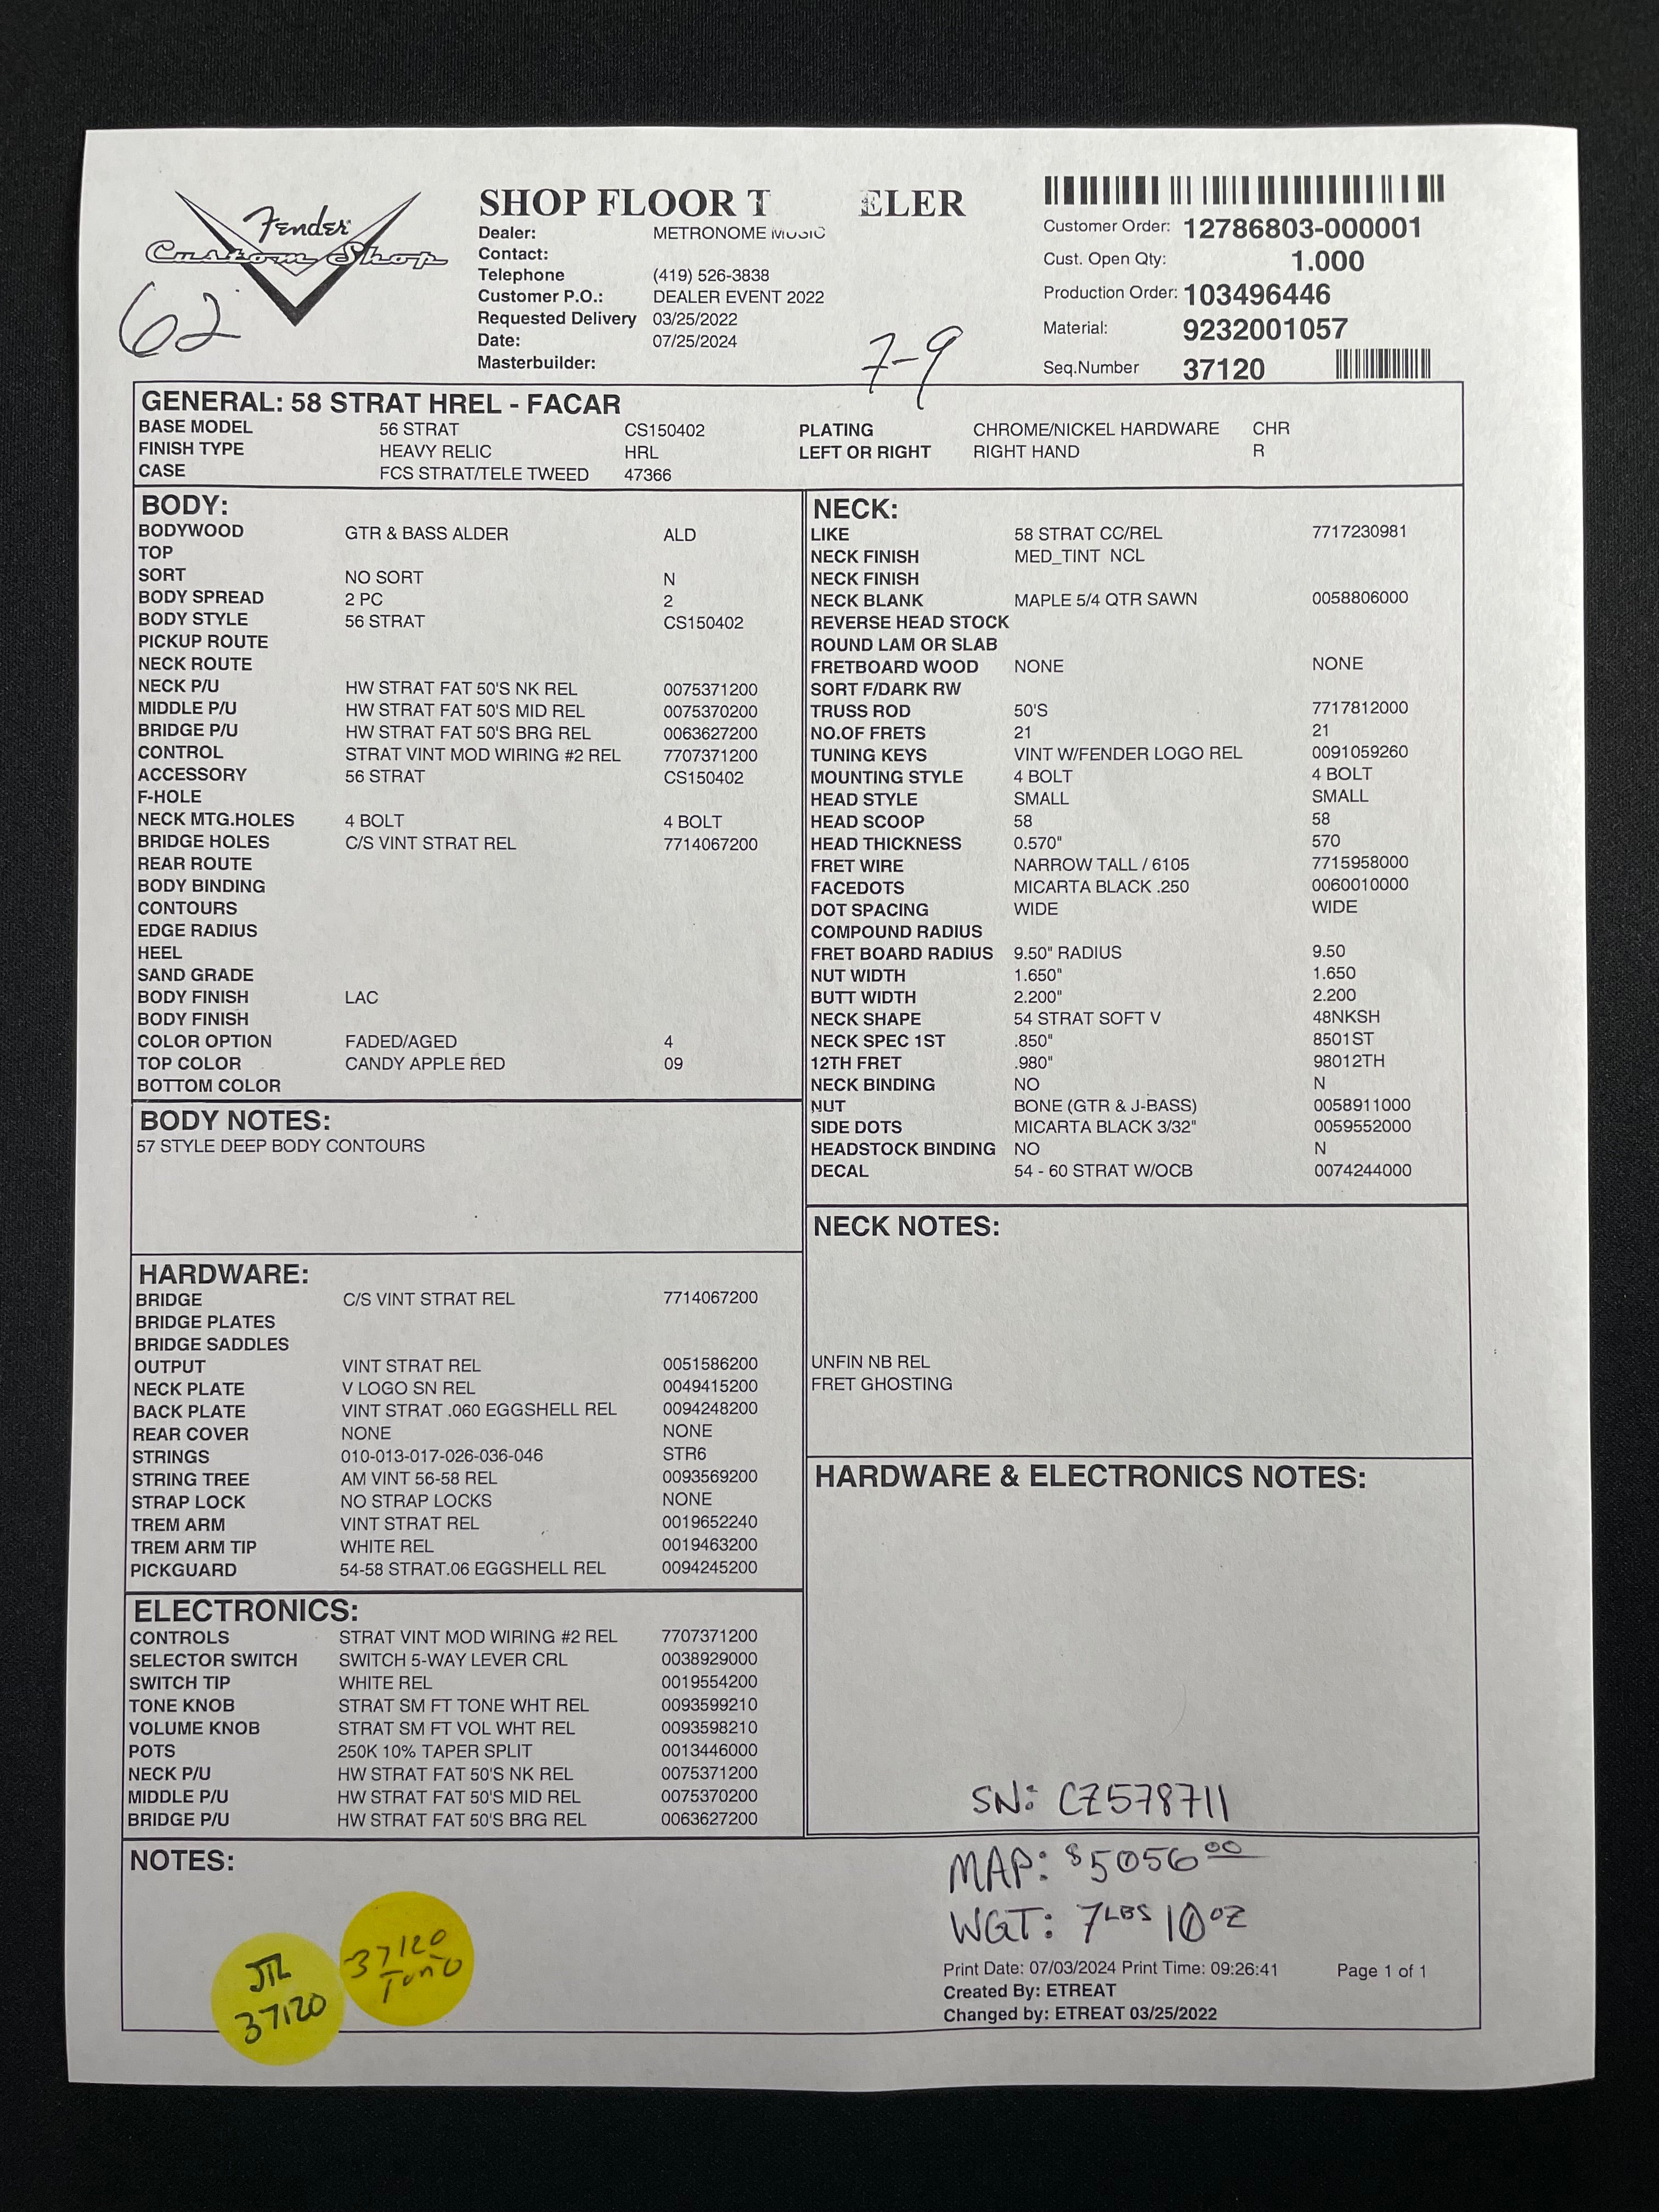 Fender
Custom Shop
62
SHOP FLOOR T ELER
Dealer: METRONOME MUSIC
Contact:
Telephone (419) 526-3838
Customer P.O.: DEALER EVENT 2022
Requested Delivery 03/25/2022
Date: 07/25/2024
Masterbuilder:
7-9
Customer Order: 12786803-000001
Cust. Open Qty: 1.000
Production Order: 103496446
Material: 9232001057
Seq.Number 37120
GENERAL: 58 STRAT HREL - FACAR
BASE MODEL 56 STRAT CS150402 PLATING CHROME/NICKEL HARDWARE CHR
FINISH TYPE HEAVY RELIC HRL LEFT OR RIGHT RIGHT HAND R
CASE FCS STRAT/TELE TWEED 47366
BODY:
BODYWOOD GTR & BASS ALDER ALD
TOP
SORT NO SORT N
BODY SPREAD 2 PC 2
BODY STYLE 56 STRAT CS150402
PICKUP ROUTE
NECK ROUTE
NECK P/U HW STRAT FAT 50'S NK REL 0075371200
MIDDLE P/U HW STRAT FAT 50'S MID REL 0075370200
BRIDGE P/U HW STRAT FAT 50'S BRG REL 0063627200
CONTROL STRAT VINT MOD WIRING #2 REL 7707371200
ACCESSORY 56 STRAT CS150402
F-HOLE
NECK MTG.HOLES 4 BOLT 4 BOLT
BRIDGE HOLES C/S VINT STRAT REL 7714067200
REAR ROUTE
BODY BINDING
CONTOURS
EDGE RADIUS
HEEL
SAND GRADE
BODY FINISH LAC
BODY FINISH
COLOR OPTION FADED/AGED 4
TOP COLOR CANDY APPLE RED 09
BOTTOM COLOR
BODY NOTES:
57 STYLE DEEP BODY CONTOURS
HARDWARE:
BRIDGE C/S VINT STRAT REL 7714067200
BRIDGE PLATES
BRIDGE SADDLES
OUTPUT VINT STRAT REL 0051586200
NECK PLATE V LOGO SN REL 0049415200
BACK PLATE VINT STRAT .060 EGGSHELL REL 0094248200
REAR COVER NONE NONE
STRINGS 010-013-017-026-036-046 STR6
STRING TREE AM VINT 56-58 REL 0093569200
STRAP LOCK NO STRAP LOCKS NONE
TREM ARM VINT STRAT REL 0019652240
TREM ARM TIP WHITE REL 0019463200
PICKGUARD 54-58 STRAT.06 EGGSHELL REL 0094245200
ELECTRONICS:
CONTROLS STRAT VINT MOD WIRING #2 REL 7707371200
SELECTOR SWITCH SWITCH 5-WAY LEVER CRL 0038929000
SWITCH TIP WHITE REL 0019554200
TONE KNOB STRAT SM FT TONE WHT REL 0093599210
VOLUME KNOB STRAT SM FT VOL WHT REL 0093598210
POTS 250K 10% TAPER SPLIT 0013446000
NECK P/U HW STRAT FAT 50'S NK REL 0075371200
MIDDLE P/U HW STRAT FAT 50'S MID REL 0075370200
BRIDGE P/U HW STRAT FAT 50'S BRG REL 0063627200
NECK:
LIKE 58 STRAT CC/REL 7717230981
NECK FINISH MED_TINT NCL
NECK FINISH
NECK BLANK MAPLE 5/4 QTR SAWN 0058806000
REVERSE HEAD STOCK
ROUND LAM OR SLAB
FRETBOARD WOOD NONE NONE
SORT F/DARK RW
TRUSS ROD 50'S 7717812000
NO.OF FRETS 21 21
TUNING KEYS VINT W/FENDER LOGO REL 0091059260
MOUNTING STYLE 4 BOLT 4 BOLT
HEAD STYLE SMALL SMALL
HEAD SCOOP 58 58
HEAD THICKNESS 0.570" 570
FRET WIRE NARROW TALL / 6105 7715958000
FACEDOTS MICARTA BLACK .250 0060010000
DOT SPACING WIDE WIDE
COMPOUND RADIUS
FRET BOARD RADIUS 9.50" RADIUS 9.50
NUT WIDTH 1.650" 1.650
BUTT WIDTH 2.200" 2.200
NECK SHAPE 54 STRAT SOFT V 48NKSH
NECK SPEC 1ST .850" 8501ST
12TH FRET .980" 98012TH
NECK BINDING NO N
NUT BONE (GTR & J-BASS) 0058911000
SIDE DOTS MICARTA BLACK 3/32" 0059552000
HEADSTOCK BINDING NO N
DECAL 54 - 60 STRAT W/OCB 0074244000
NECK NOTES:
UNFIN NB REL
FRET GHOSTING
HARDWARE & ELECTRONICS NOTES:
SN: CZ578711
NOTES:
MAP: $5056.00
WGT: 7 LBS 10 OZ
37120
37120
Print Date: 07/03/2024 Print Time: 09:26:41 Page 1 of 1
Created By: ETREAT
Changed by: ETREAT 03/25/2022